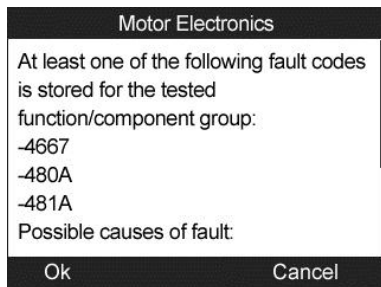 Motor Electronics
At least one of the following fault codes
is stored for the tested
function/component group:
-4667
-480A
-481A
Possible causes of fault:
Ok Cancel